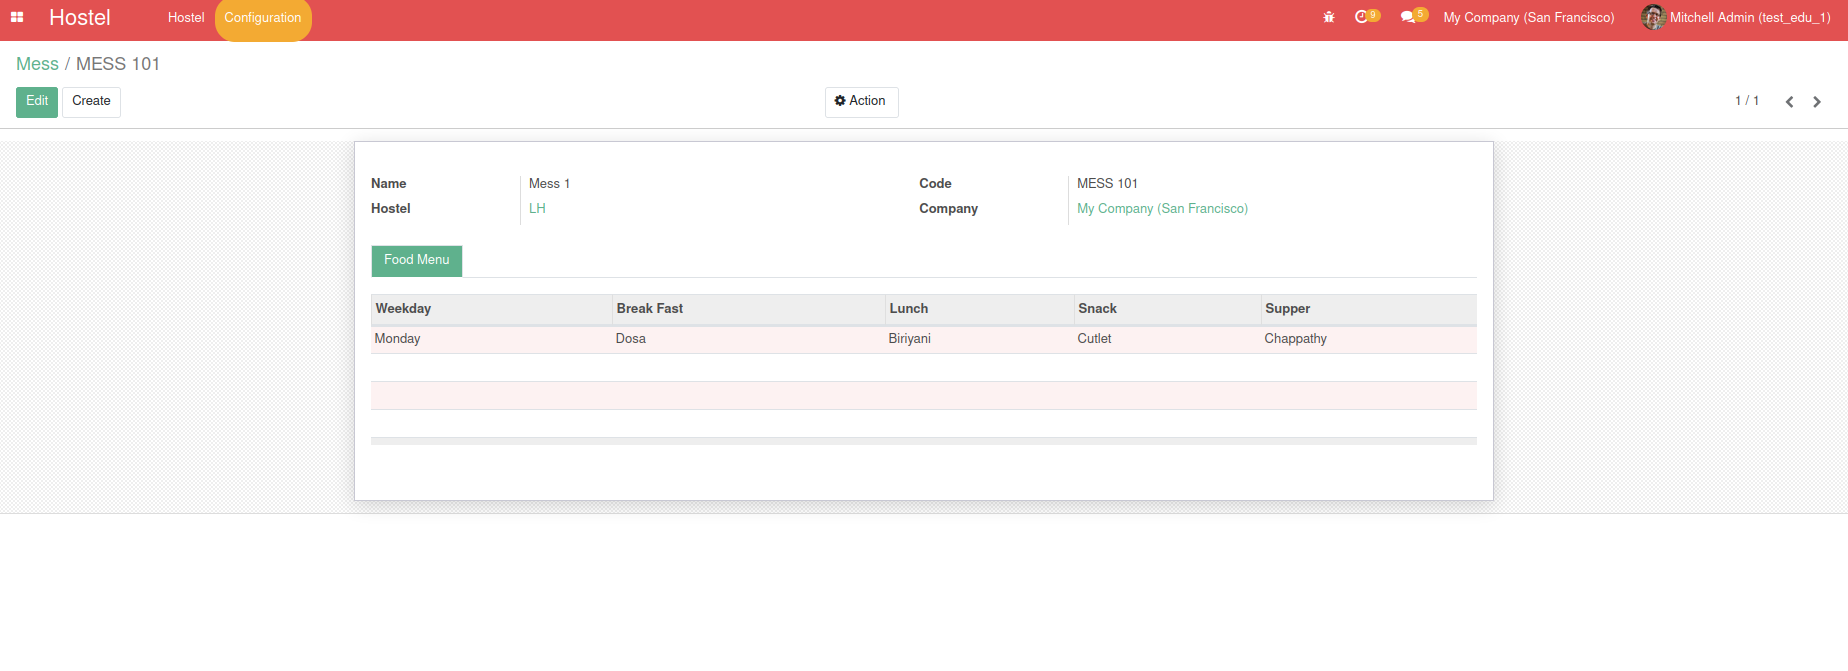 Hostel Hostel Configuration 9 5 My Company (San Francisco) Mitchell Admin (test_edu_1)
Mess / MESS 101
Edit Create Action 1 / 1
Name Mess 1 Code MESS 101
Hostel LH Company My Company (San Francisco)
Food Menu
Weekday Break Fast Lunch Snack Supper
Monday Dosa Biriyani Cutlet Chappathy